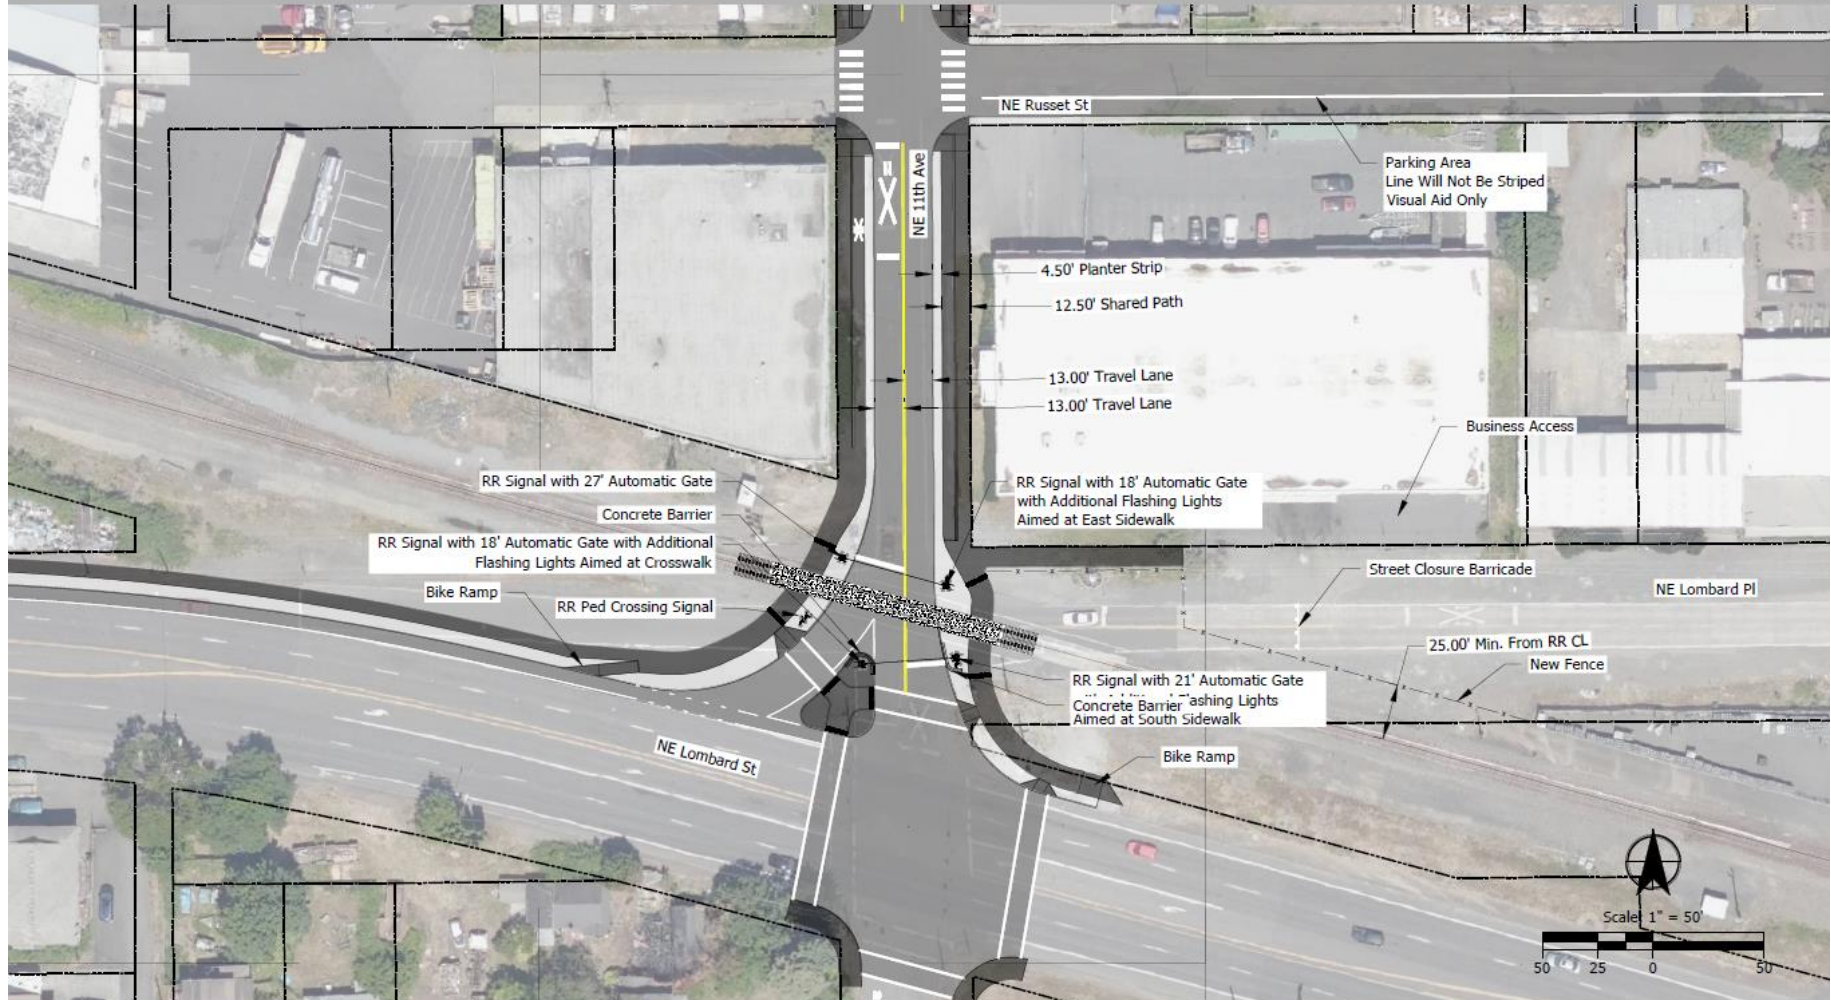 NE Russet St
Parking Area
Line Will Not Be Striped
Visual Aid Only
NE 11th Ave
4.50' Planter Strip
12.50' Shared Path
13.00' Travel Lane
13.00' Travel Lane
Business Access
RR Signal with 27' Automatic Gate
Concrete Barrier
RR Signal with 18' Automatic Gate with Additional
Flashing Lights Aimed at Crosswalk
Bike Ramp
RR Ped Crossing Signal
RR Signal with 18' Automatic Gate
with Additional Flashing Lights
Aimed at East Sidewalk
Street Closure Barricade
NE Lombard Pl
25.00' Min. From RR CL
New Fence
RR Signal with 21' Automatic Gate
Concrete Barrier
ashing Lights
Aimed at South Sidewalk
Bike Ramp
NE Lombard St
Scale: 1" = 50'
50 25 0 50